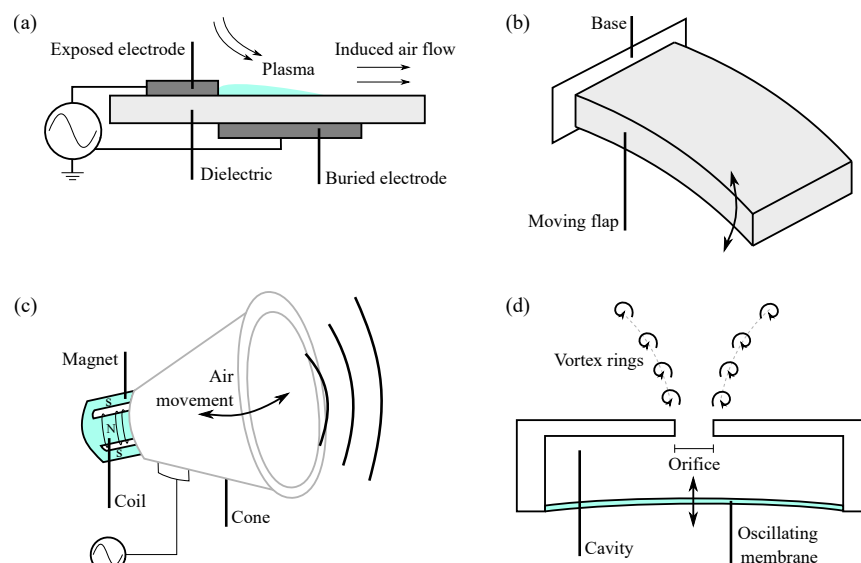 (a)
Exposed electrode
Plasma
Induced air flow
Dielectric
Buried electrode
(b)
Base
Moving flap
(c)
Magnet
S
N
S
Coil
Air
movement
Cone
(d)
Vortex rings
Orifice
Cavity
Oscillating
membrane